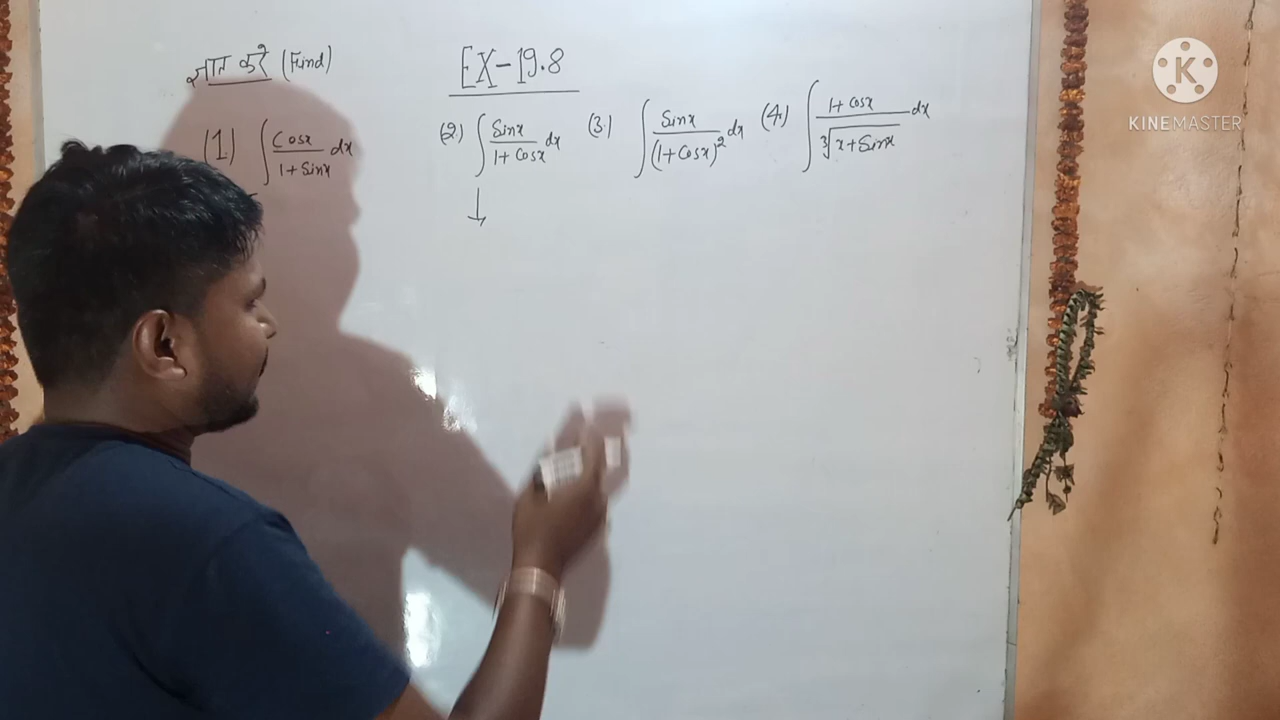 ज्ञात करे (Find)
EX-19.8
(1) ∫ Cosx / 1+Sinx dx
(2) ∫ Sinx / 1+Cosx dx
(3) ∫ Sinx / (1+Cosx)² dx
(4) ∫ 1+Cosx / ∛(x+Sinx) dx
K
KINEMASTER